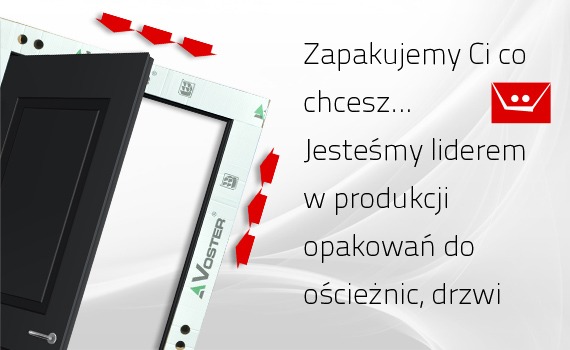 Zapakujemy Ci co
chcesz...
Jesteśmy liderem
w produkcji
opakowań do
ościeżnic, drzwi
VOSTER®